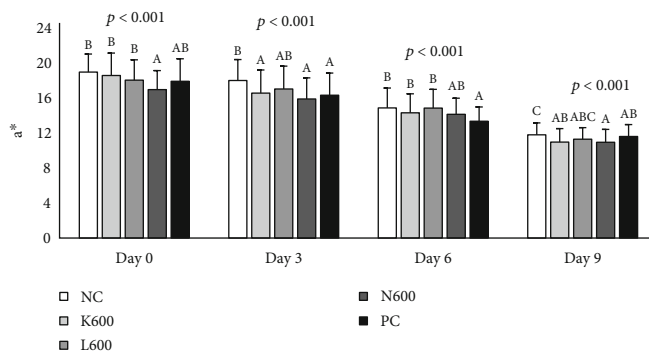 24
20
16
12
8
4
0
a*
p < 0.001
B
B
B
A
AB
p < 0.001
B
A
AB
A
A
p < 0.001
B
B
B
AB
A
p < 0.001
C
AB
ABC
A
AB
Day 0
Day 3
Day 6
Day 9
NC
K600
L600
N600
PC